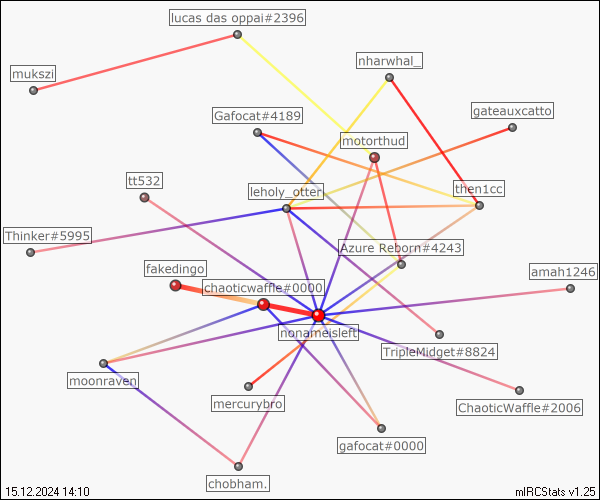 lucas das oppai#2396
nharwhal_
mukszi
Gafocat#4189
gateauxcatto
motorthud
tt532
leholy_otter
then1cc
Thinker#5995
Azure Reborn#4243
fakedingo
amah1246
chaoticwaffle#0000
nonameisleft
TripleMidget#8824
moonraven
mercurybro
ChaoticWaffle#2006
gafocat#0000
chobham.
15.12.2024 14:10
mIRCStats v1.25